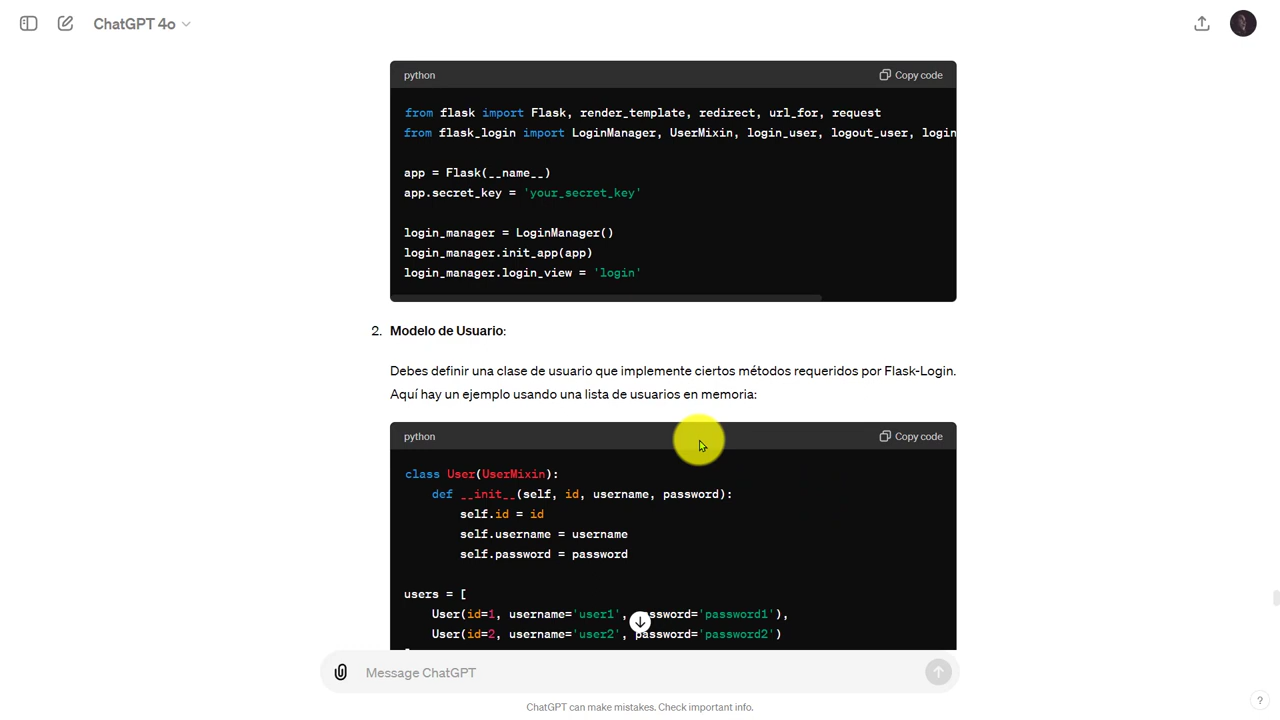 ChatGPT 4o
python
Copy code
from flask import Flask, render_template, redirect, url_for, request
from flask_login import LoginManager, UserMixin, login_user, logout_user, login
app = Flask(__name__)
app.secret_key = 'your_secret_key'
login_manager = LoginManager()
login_manager.init_app(app)
login_manager.login_view = 'login'
2. Modelo de Usuario:
Debes definir una clase de usuario que implemente ciertos métodos requeridos por Flask-Login.
Aquí hay un ejemplo usando una lista de usuarios en memoria:
python
Copy code
class User(UserMixin):
    def __init__(self, id, username, password):
        self.id = id
        self.username = username
        self.password = password
users = [
    User(id=1, username='user1', password='password1'),
    User(id=2, username='user2', password='password2')
Message ChatGPT
ChatGPT can make mistakes. Check important info.
?